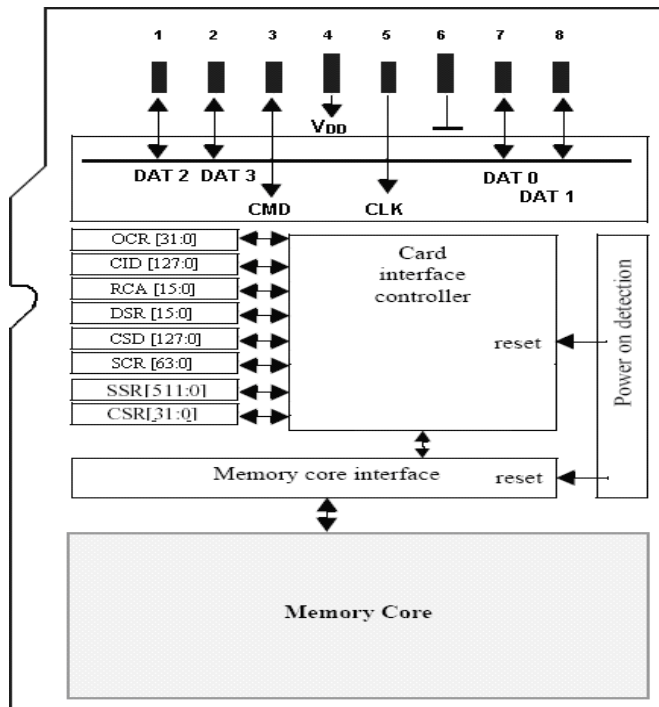 1 2 3 4 5 6 7 8
VDD
DAT 2 DAT 3 DAT 0
DAT 1
CMD CLK
OCR [31:0]
CID [127:0]
RCA [15:0]
DSR [15:0]
CSD [127:0]
SCR [63:0]
SSR[511:0]
CSR[31:0]
Card
interface
controller
reset
Power on detection
Memory core interface reset
Memory Core